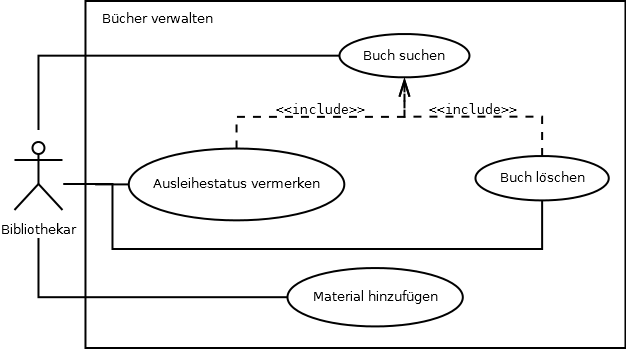 Bücher verwalten
Buch suchen
<<include>>
<<include>>
Ausleihestatus vermerken
Buch löschen
Bibliothekar
Material hinzufügen